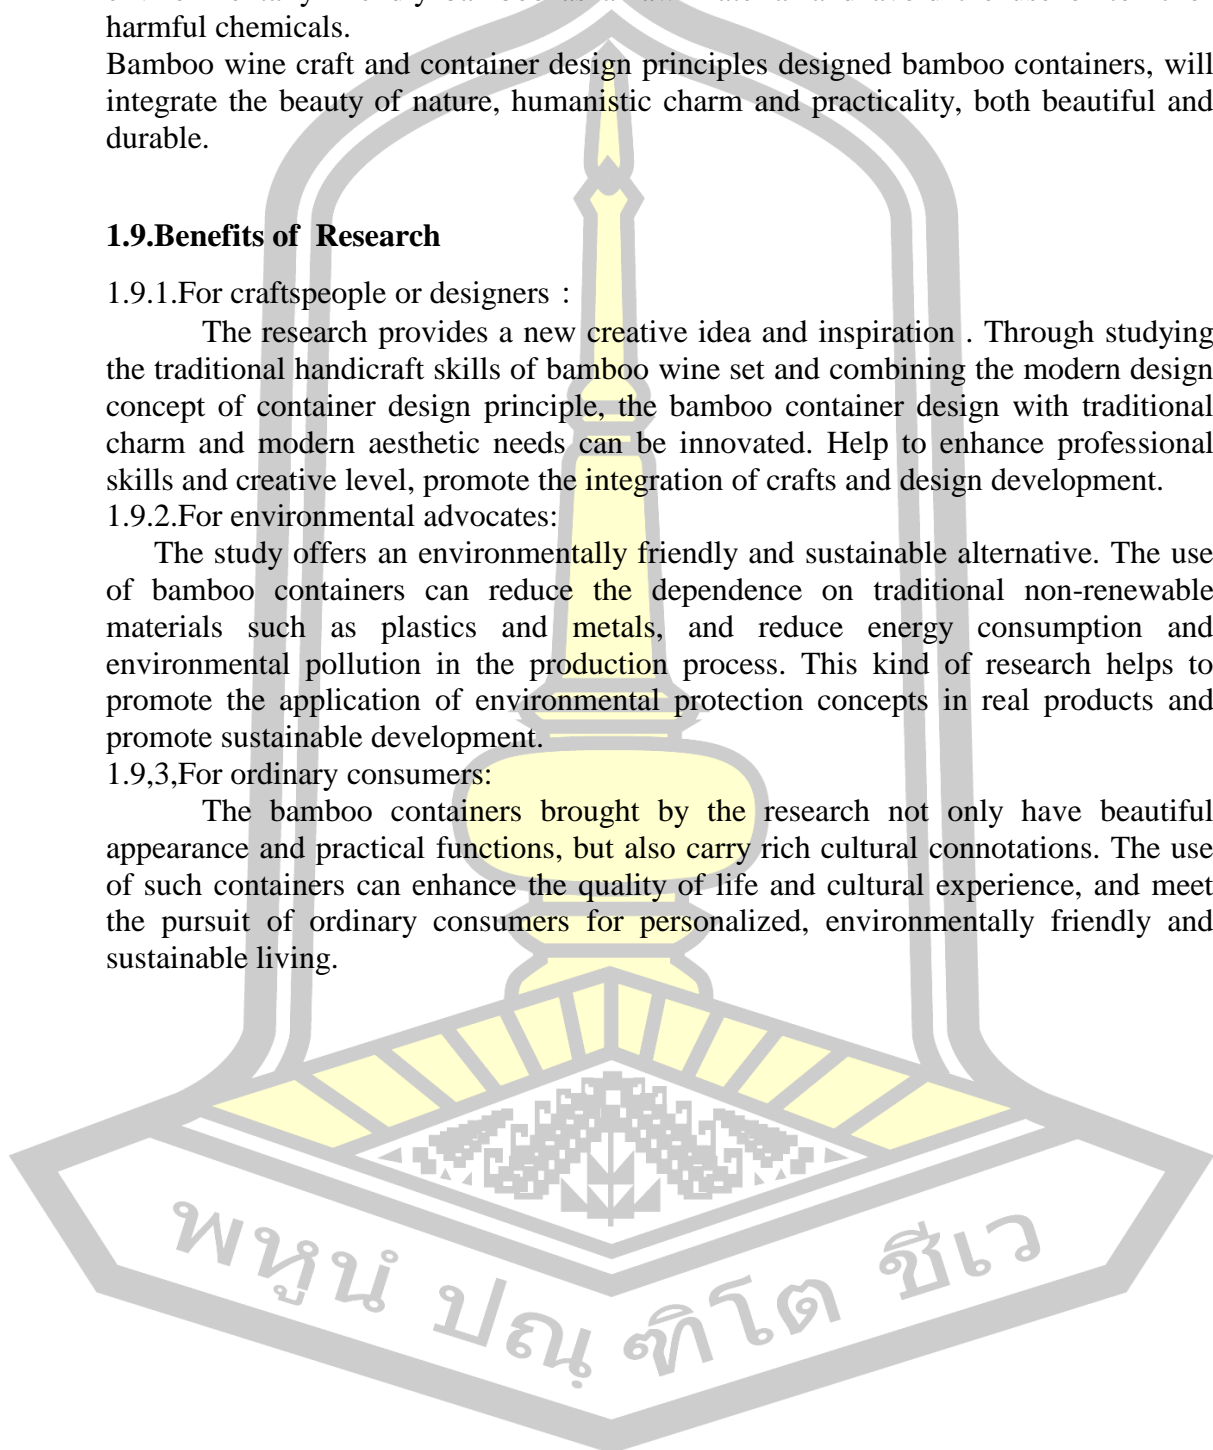 harmful chemicals.
Bamboo wine craft and container design principles designed bamboo containers, will
integrate the beauty of nature, humanistic charm and practicality, both beautiful and
durable.
1.9.Benefits of Research
1.9.1.For craftspeople or designers：
The research provides a new creative idea and inspiration . Through studying
the traditional handicraft skills of bamboo wine set and combining the modern design
concept of container design principle, the bamboo container design with traditional
charm and modern aesthetic needs can be innovated. Help to enhance professional
skills and creative level, promote the integration of crafts and design development.
1.9.2.For environmental advocates:
The study offers an environmentally friendly and sustainable alternative. The use
of bamboo containers can reduce the dependence on traditional non-renewable
materials such as plastics and metals, and reduce energy consumption and
environmental pollution in the production process. This kind of research helps to
promote the application of environmental protection concepts in real products and
promote sustainable development.
1.9,3,For ordinary consumers:
The bamboo containers brought by the research not only have beautiful
appearance and practical functions, but also carry rich cultural connotations. The use
of such containers can enhance the quality of life and cultural experience, and meet
the pursuit of ordinary consumers for personalized, environmentally friendly and
sustainable living.
พหูนํ ปณฺฑิโต ชีเว